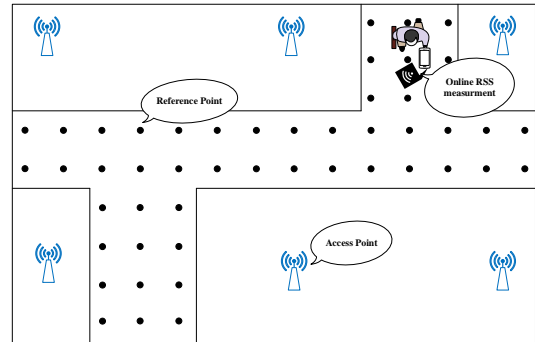 Reference Point
Online RSS
measurment
Access Point